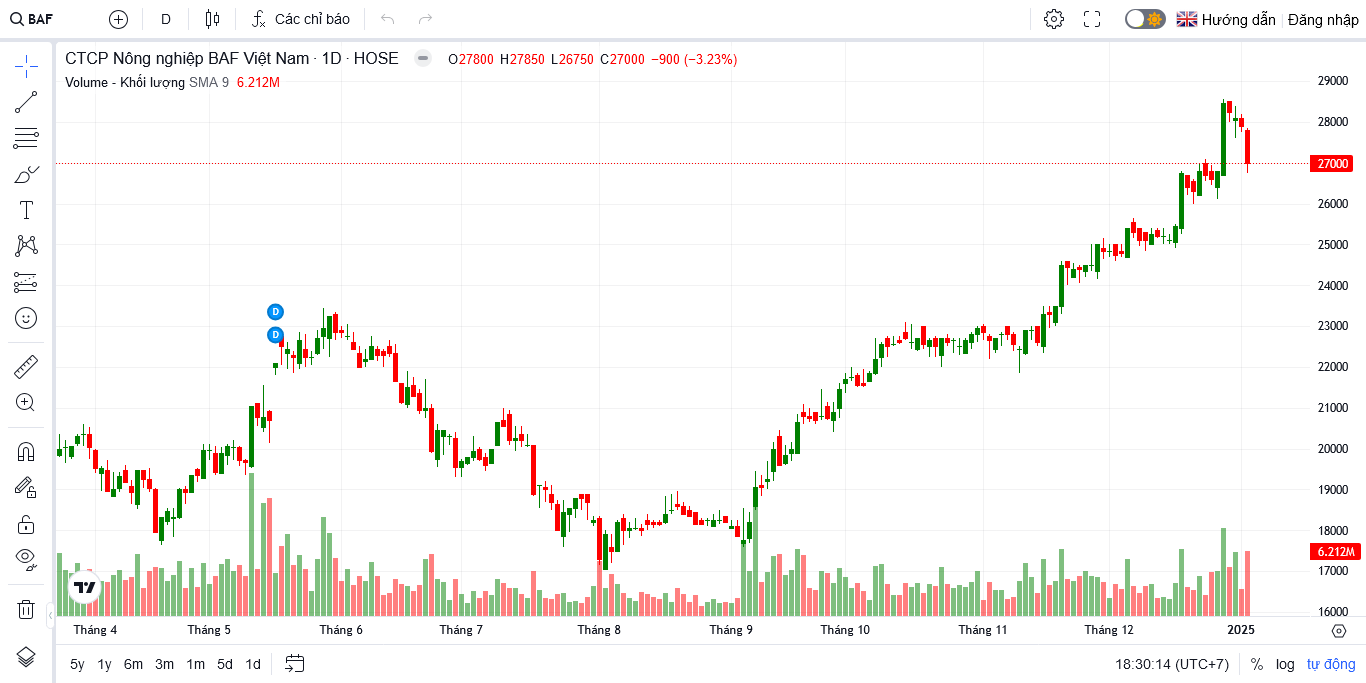 BAF D Các chỉ báo Hướng dẫn Đăng nhập
CTCP Nông nghiệp BAF Việt Nam · 1D · HOSE O27800 H27850 L26750 C27000 −900 (−3.23%)
Volume - Khối lượng SMA 9 6.212M
29000
28000
27000
26000
25000
24000
D
D
23000
22000
21000
20000
19000
18000
6.212M
17000
16000
Tháng 4 Tháng 5 Tháng 6 Tháng 7 Tháng 8 Tháng 9 Tháng 10 Tháng 11 Tháng 12 2025
5y 1y 6m 3m 1m 5d 1d 18:30:14 (UTC+7) % log tự động